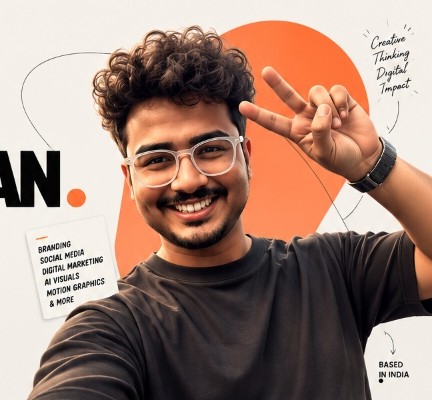 AN.
BRANDING
SOCIAL MEDIA
DIGITAL MARKETING
AI VISUALS
MOTION GRAPHICS
& MORE
Creative
Thinking
Digital
Impact
BASED
IN INDIA